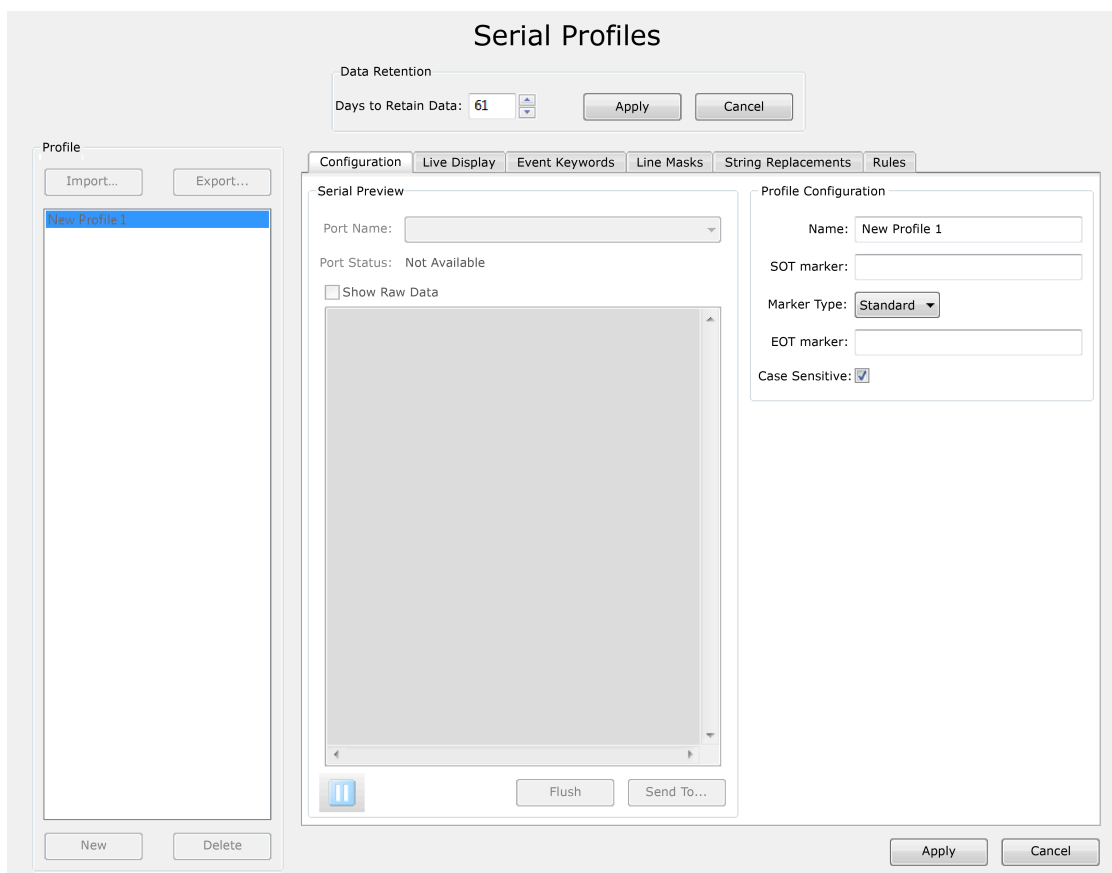 Serial Profiles
Data Retention
Days to Retain Data: 61
Apply
Cancel
Profile
Import...
Export...
New Profile 1
New
Delete
Configuration
Live Display
Event Keywords
Line Masks
String Replacements
Rules
Serial Preview
Port Name:
Port Status: Not Available
Show Raw Data
Flush
Send To...
Profile Configuration
Name: New Profile 1
SOT marker:
Marker Type: Standard
EOT marker:
Case Sensitive:
Apply
Cancel